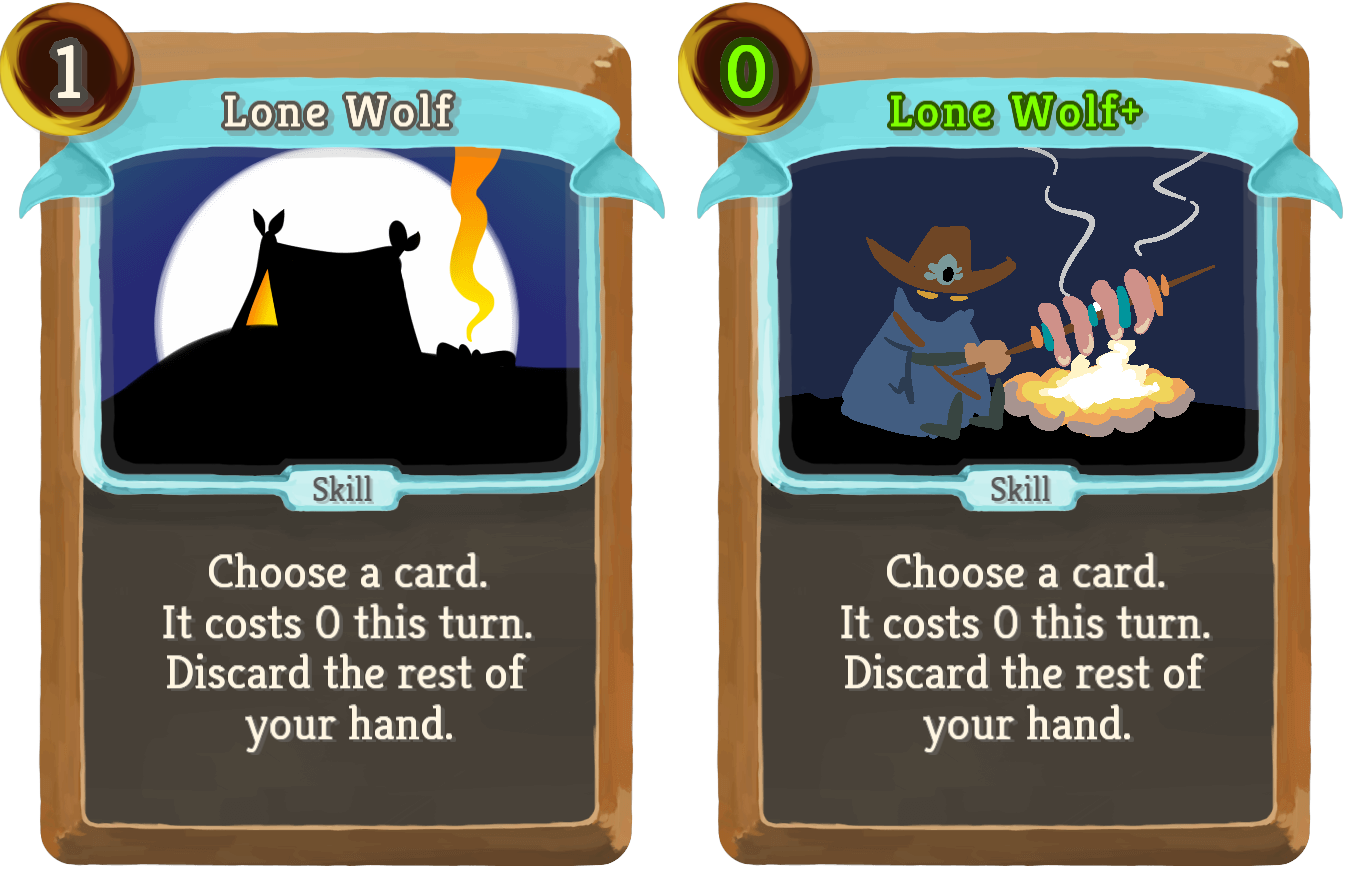 1
Lone Wolf
Skill
Choose a card.
It costs 0 this turn.
Discard the rest of
your hand.
0
Lone Wolf+
Skill
Choose a card.
It costs 0 this turn.
Discard the rest of
your hand.